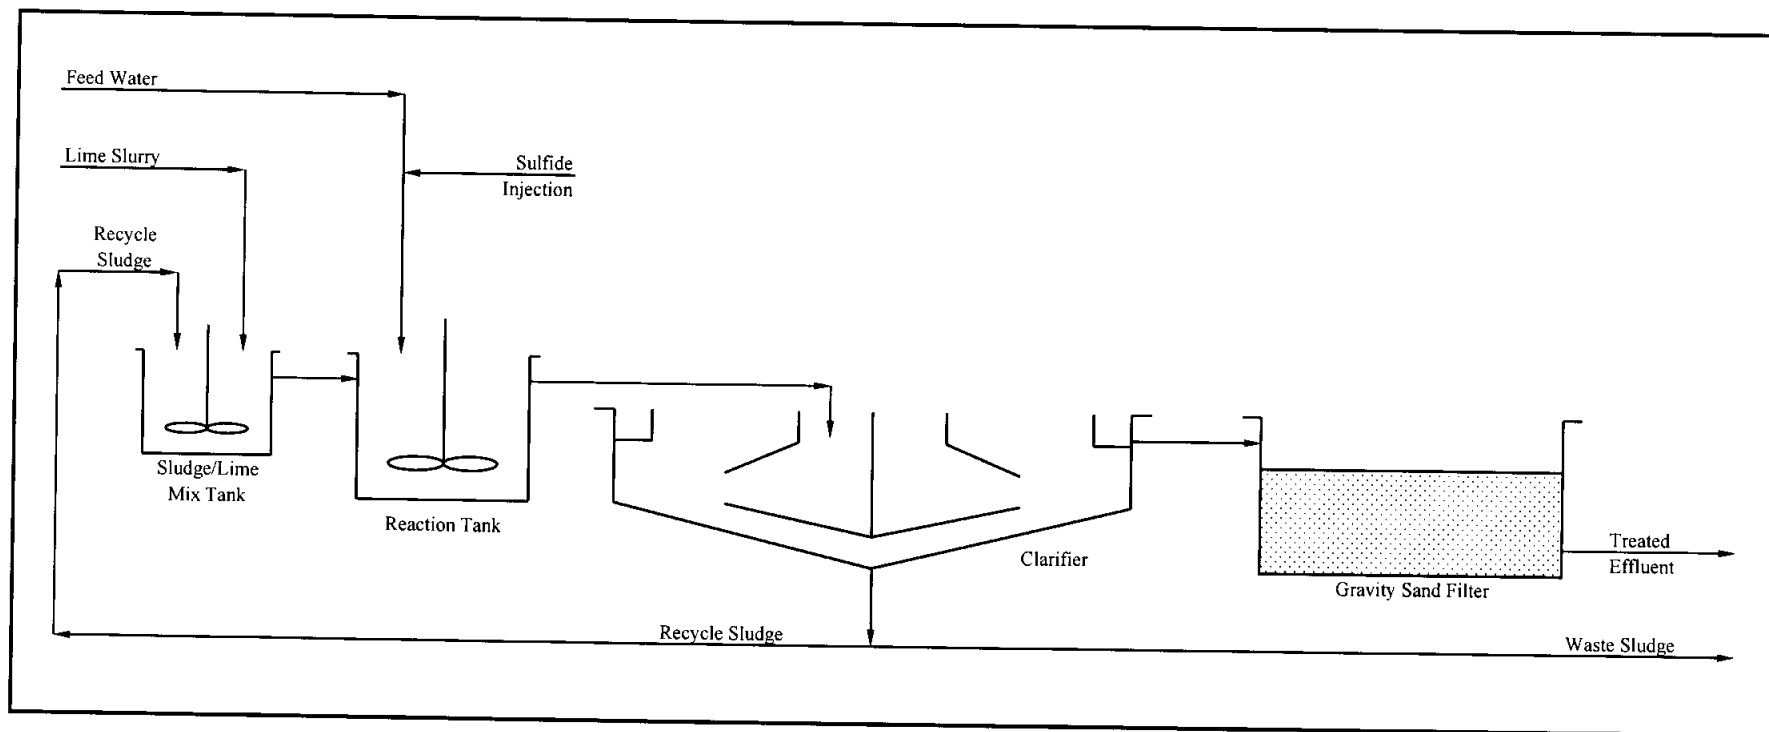 Feed Water
Lime Slurry
Sulfide
Injection
Recycle
Sludge
Sludge/Lime
Mix Tank
Reaction Tank
Clarifier
Treated
Effluent
Gravity Sand Filter
Recycle Sludge
Waste Sludge